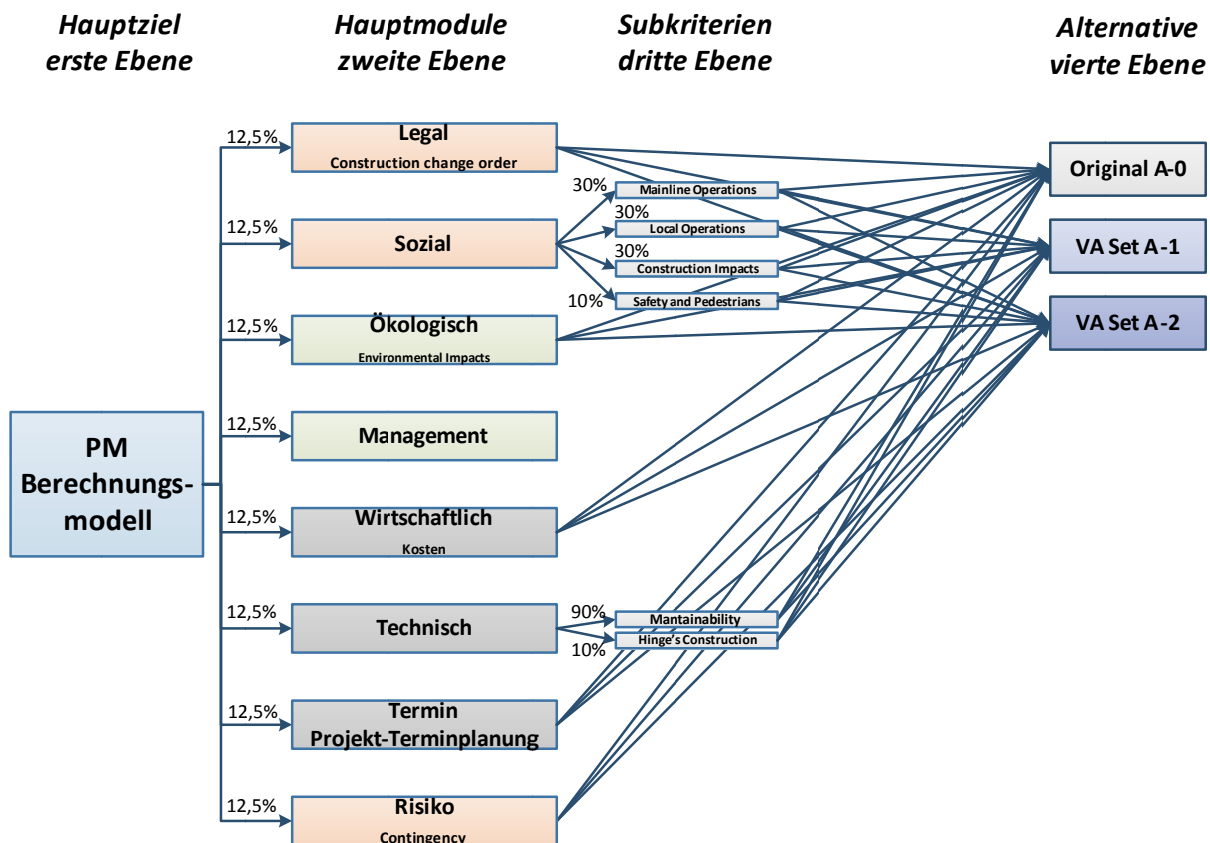 Hauptziel
erste Ebene
Hauptmodule
zweite Ebene
Subkriterien
dritte Ebene
Alternative
vierte Ebene
PM
Berechnungs-
modell
12,5%
Legal
Construction change order
12,5%
Sozial
12,5%
Ökologisch
Environmental Impacts
12,5%
Management
12,5%
Wirtschaftlich
Kosten
12,5%
Technisch
12,5%
Termin
Projekt-Terminplanung
12,5%
Risiko
Contingency
30%
Mainline Operations
30%
Local Operations
30%
Construction Impacts
10%
Safety and Pedestrians
90%
Mantainability
10%
Hinge's Construction
Original A-0
VA Set A-1
VA Set A-2